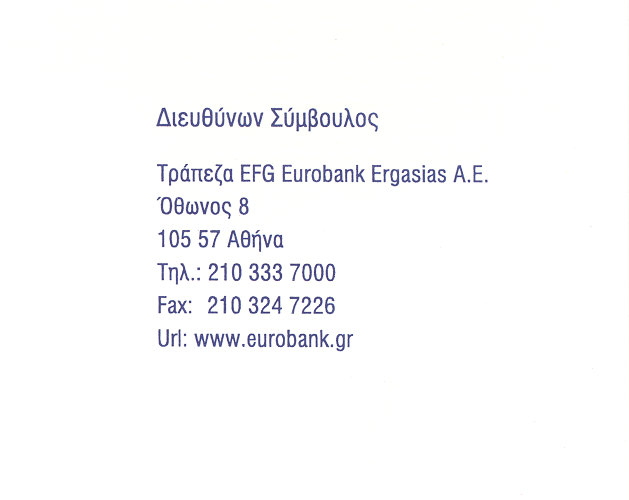 Διευθύνων Σύμβουλος
Τράπεζα EFG Eurobank Ergasias Α.Ε.
Όθωνος 8
105 57 Αθήνα
Τηλ.: 210 333 7000
Fax: 210 324 7226
Url: www.eurobank.gr